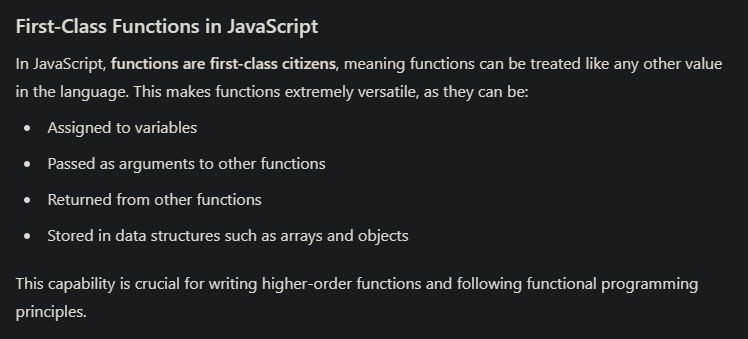 First-Class Functions in JavaScript
In JavaScript, functions are first-class citizens, meaning functions can be treated like any other value
in the language. This makes functions extremely versatile, as they can be:
• Assigned to variables
• Passed as arguments to other functions
• Returned from other functions
• Stored in data structures such as arrays and objects
This capability is crucial for writing higher-order functions and following functional programming
principles.